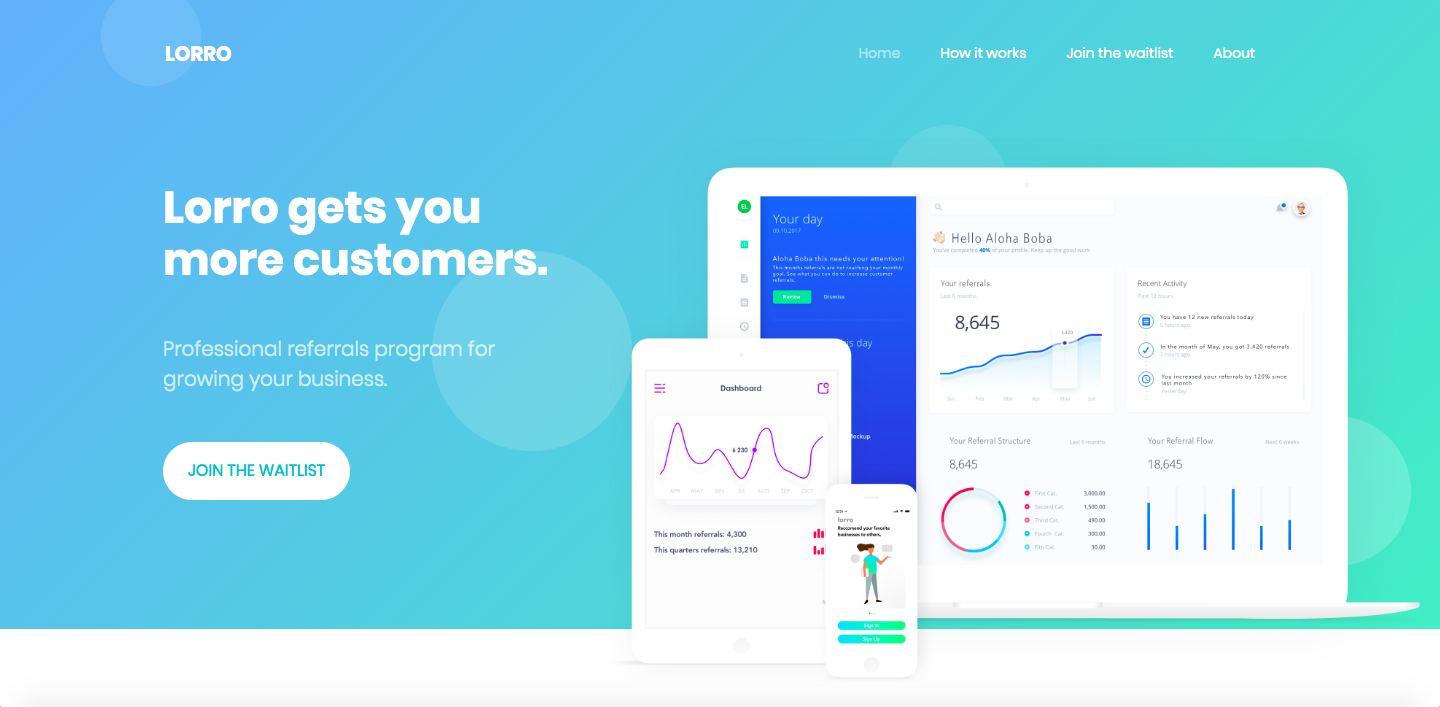 LORRO
Home
How it works
Join the waitlist
About
Lorro gets you
more customers.
Professional referrals program for
growing your business.
JOIN THE WAITLIST
EL
Your day
09.10.2017
Aloha Boba this needs your attention!
This months referrals are not reaching your monthly
goal. See what you can do to increase customer
referrals.
Review
Dismiss
this day
Mockup
Hello Aloha Boba
You've completed 40% of your profile. Keep up the good work
Your referrals
Last 6 months
8,645
3,420
Jan
Feb
Mar
Apr
May
Jun
Recent Activity
Past 12 hours
You have 12 new referrals today
5 hours ago
In the month of May, you got 3,420 referrals
7 hours ago
You increased your referrals by 120% since
last month
Yesterday
Your Referral Structure
Last 6 months
8,645
First Cat.
3,000.00
Second Cat.
1,500.00
Third Cat.
490.00
Fourth Cat.
300.00
Fith Cat.
30.00
Your Referral Flow
Next 6 weeks
18,645
Dashboard
230
APR
MAY
JUN
JUL
AUG
SEP
OCT
This month referrals: 4,300
This quarters referrals: 13,210
lorro
Reccomend your favorite
businesses to others.
Sign In
Sign Up